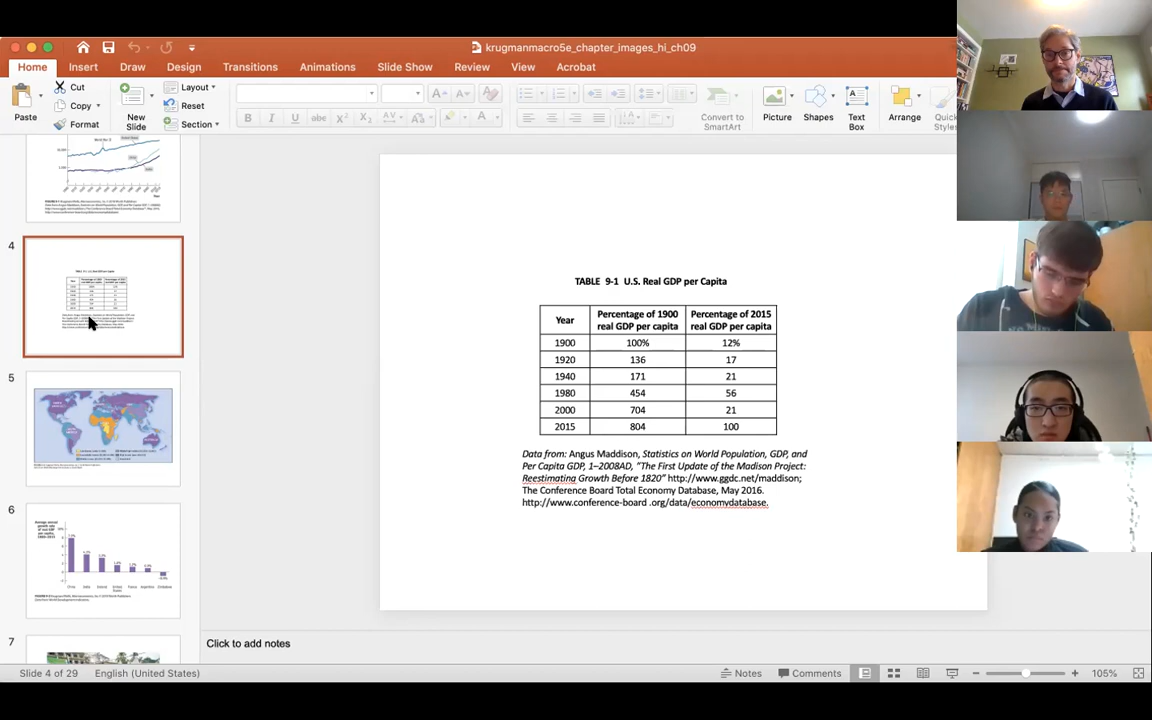 krugmanmacro5e_chapter_images_hi_ch09
Home Insert Draw Design Transitions Animations Slide Show Review View Acrobat
Paste
Cut
Copy
Format
New Slide
Layout
Reset
Section
B I U abc X² X₂ AV Aa A
Convert to SmartArt
Picture
Shapes
Text Box
Arrange
Quick Styles
4
5
6
7
TABLE 9-1 U.S. Real GDP per Capita
Year Percentage of 1900 real GDP per capita Percentage of 2015 real GDP per capita
1900 100% 12%
1920 136 17
1940 171 21
1980 454 56
2000 704 21
2015 804 100
Data from: Angus Maddison, Statistics on World Population, GDP, and
Per Capita GDP, 1–2008AD, "The First Update of the Madison Project:
Reestimating Growth Before 1820" http://www.ggdc.net/maddison;
The Conference Board Total Economy Database, May 2016.
http://www.conference-board .org/data/economydatabase.
Click to add notes
Slide 4 of 29 English (United States) Notes Comments 105%